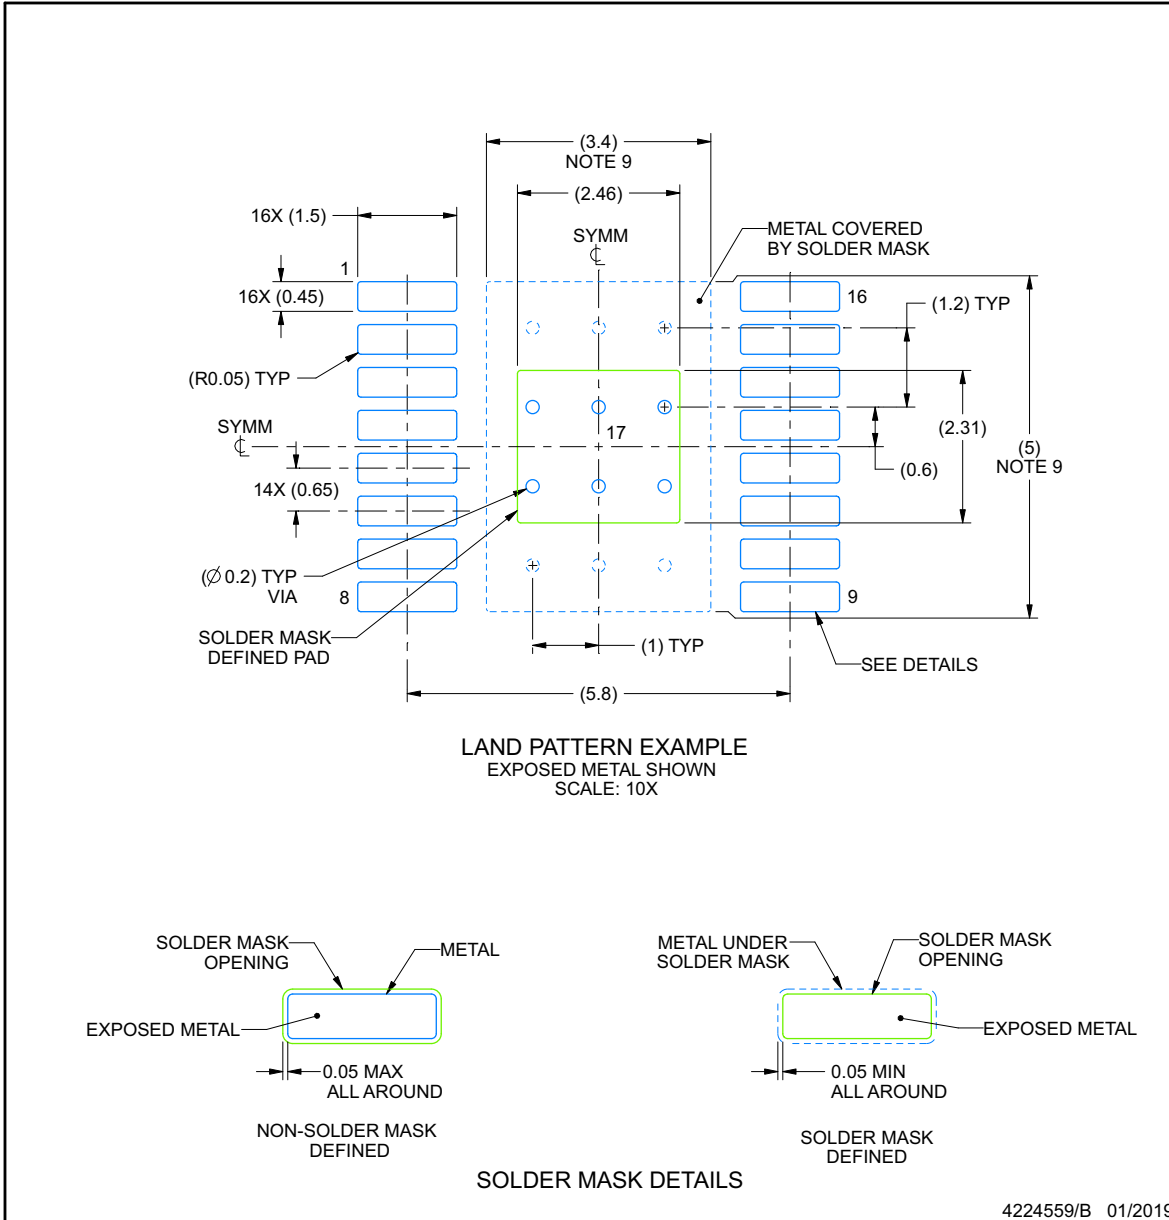 (3.4)
NOTE 9
(2.46)
16X (1.5)
SYMM
METAL COVERED
BY SOLDER MASK
1
16X (0.45)
16
(1.2) TYP
(R0.05) TYP
SYMM
17
(2.31)
(5)
NOTE 9
(0.6)
14X (0.65)
(Ø 0.2) TYP
VIA
8
9
SOLDER MASK
DEFINED PAD
(1) TYP
SEE DETAILS
(5.8)
LAND PATTERN EXAMPLE
EXPOSED METAL SHOWN
SCALE: 10X
SOLDER MASK
OPENING
METAL
EXPOSED METAL
0.05 MAX
ALL AROUND
NON-SOLDER MASK
DEFINED
METAL UNDER
SOLDER MASK
SOLDER MASK
OPENING
EXPOSED METAL
0.05 MIN
ALL AROUND
SOLDER MASK
DEFINED
SOLDER MASK DETAILS
4224559/B 01/2019